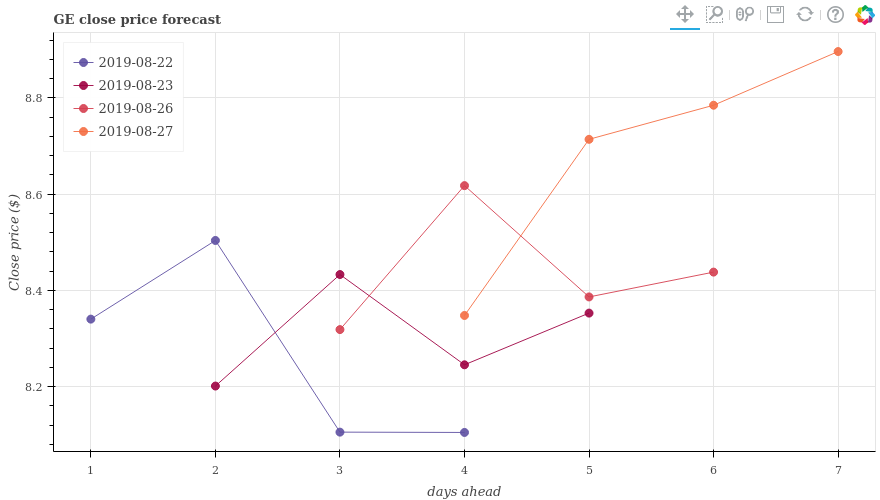 GE close price forecast
2019-08-22
2019-08-23
2019-08-26
2019-08-27
Close price ($)
8.8
8.6
8.4
8.2
1 2 3 4 5 6 7
days ahead